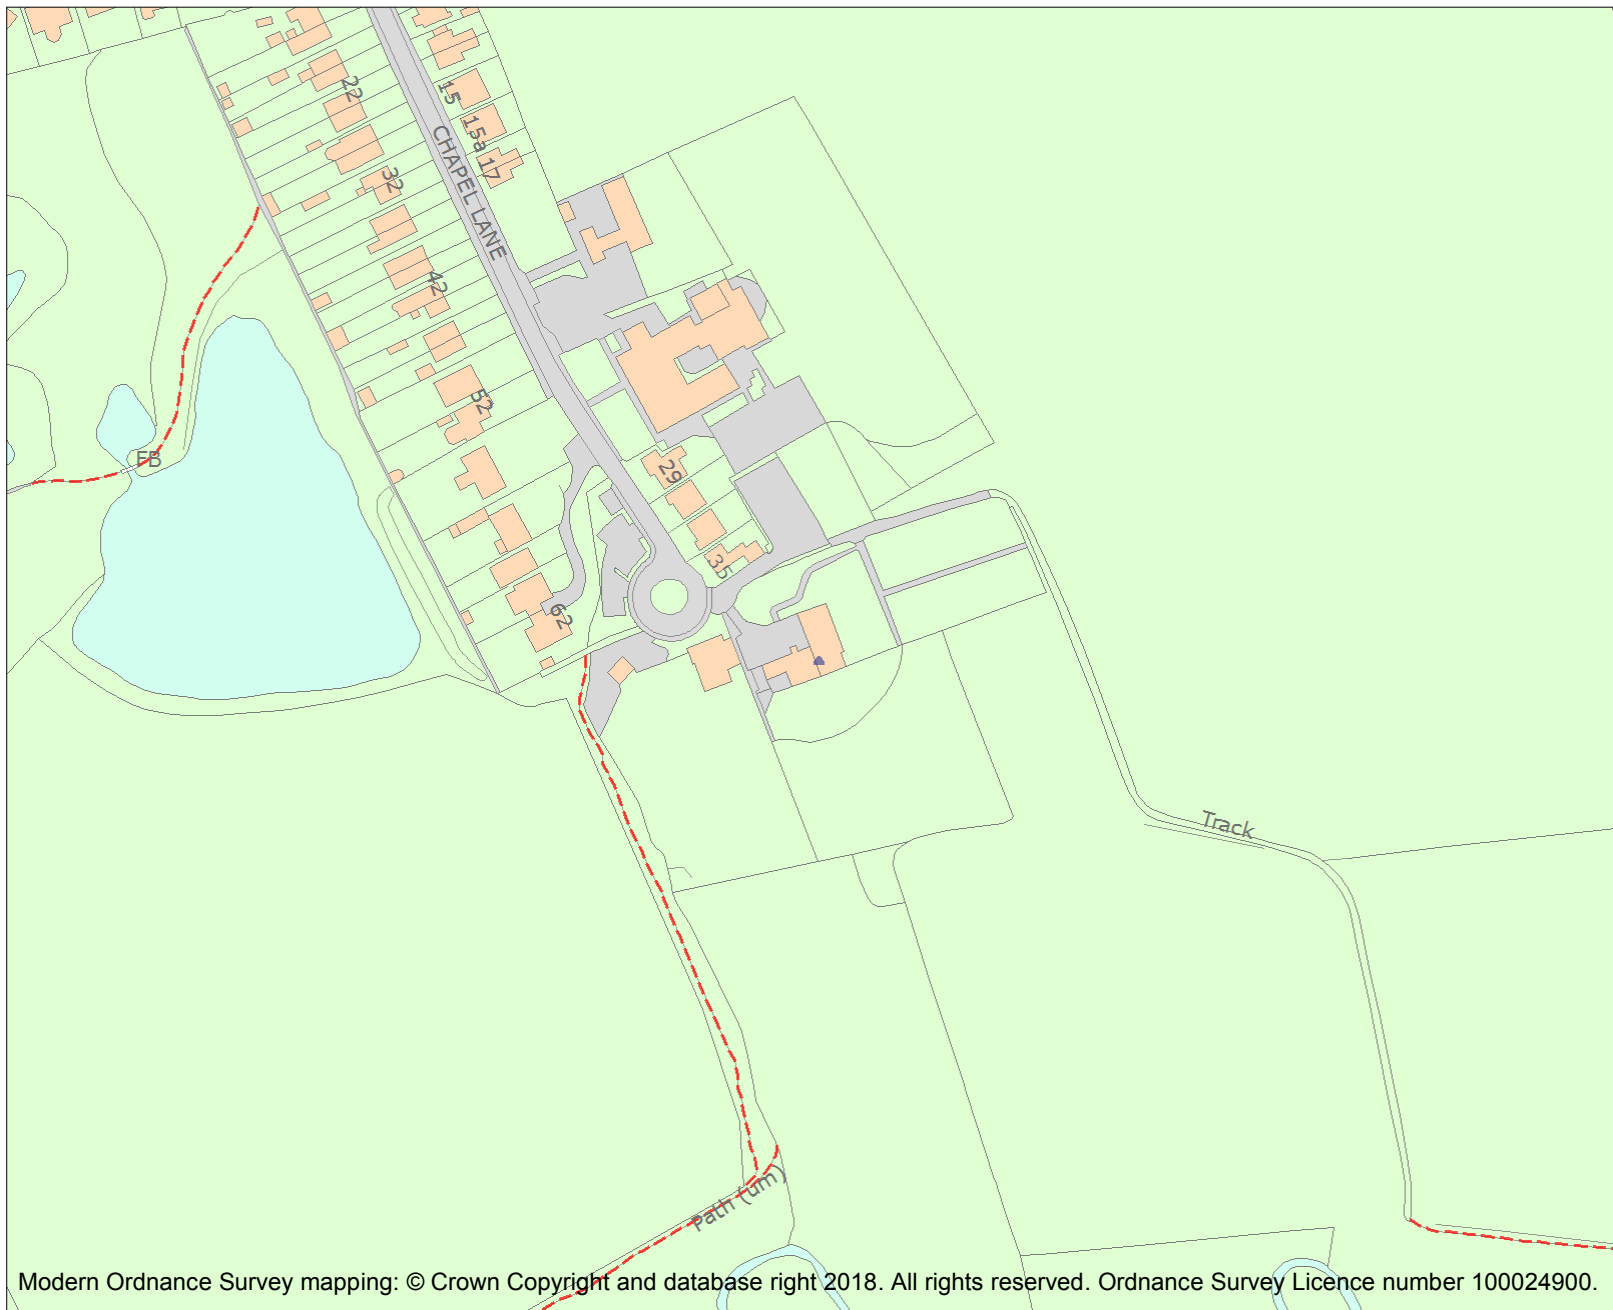 22
15
15a
17
CHAPEL LANE
32
42
52
FB
29
35
62
Track
Path (um)
Modern Ordnance Survey mapping: © Crown Copyright and database right 2018. All rights reserved. Ordnance Survey Licence number 100024900.